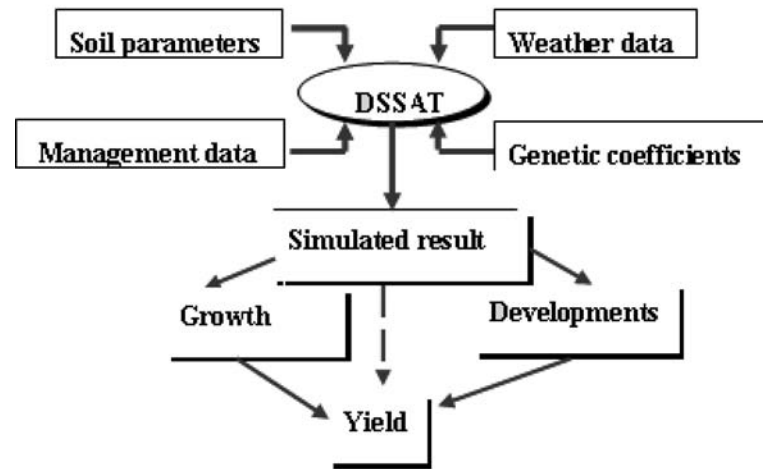 Soil parameters
Weather data
DSSAT
Management data
Genetic coefficients
Simulated result
Growth
Developments
Yield